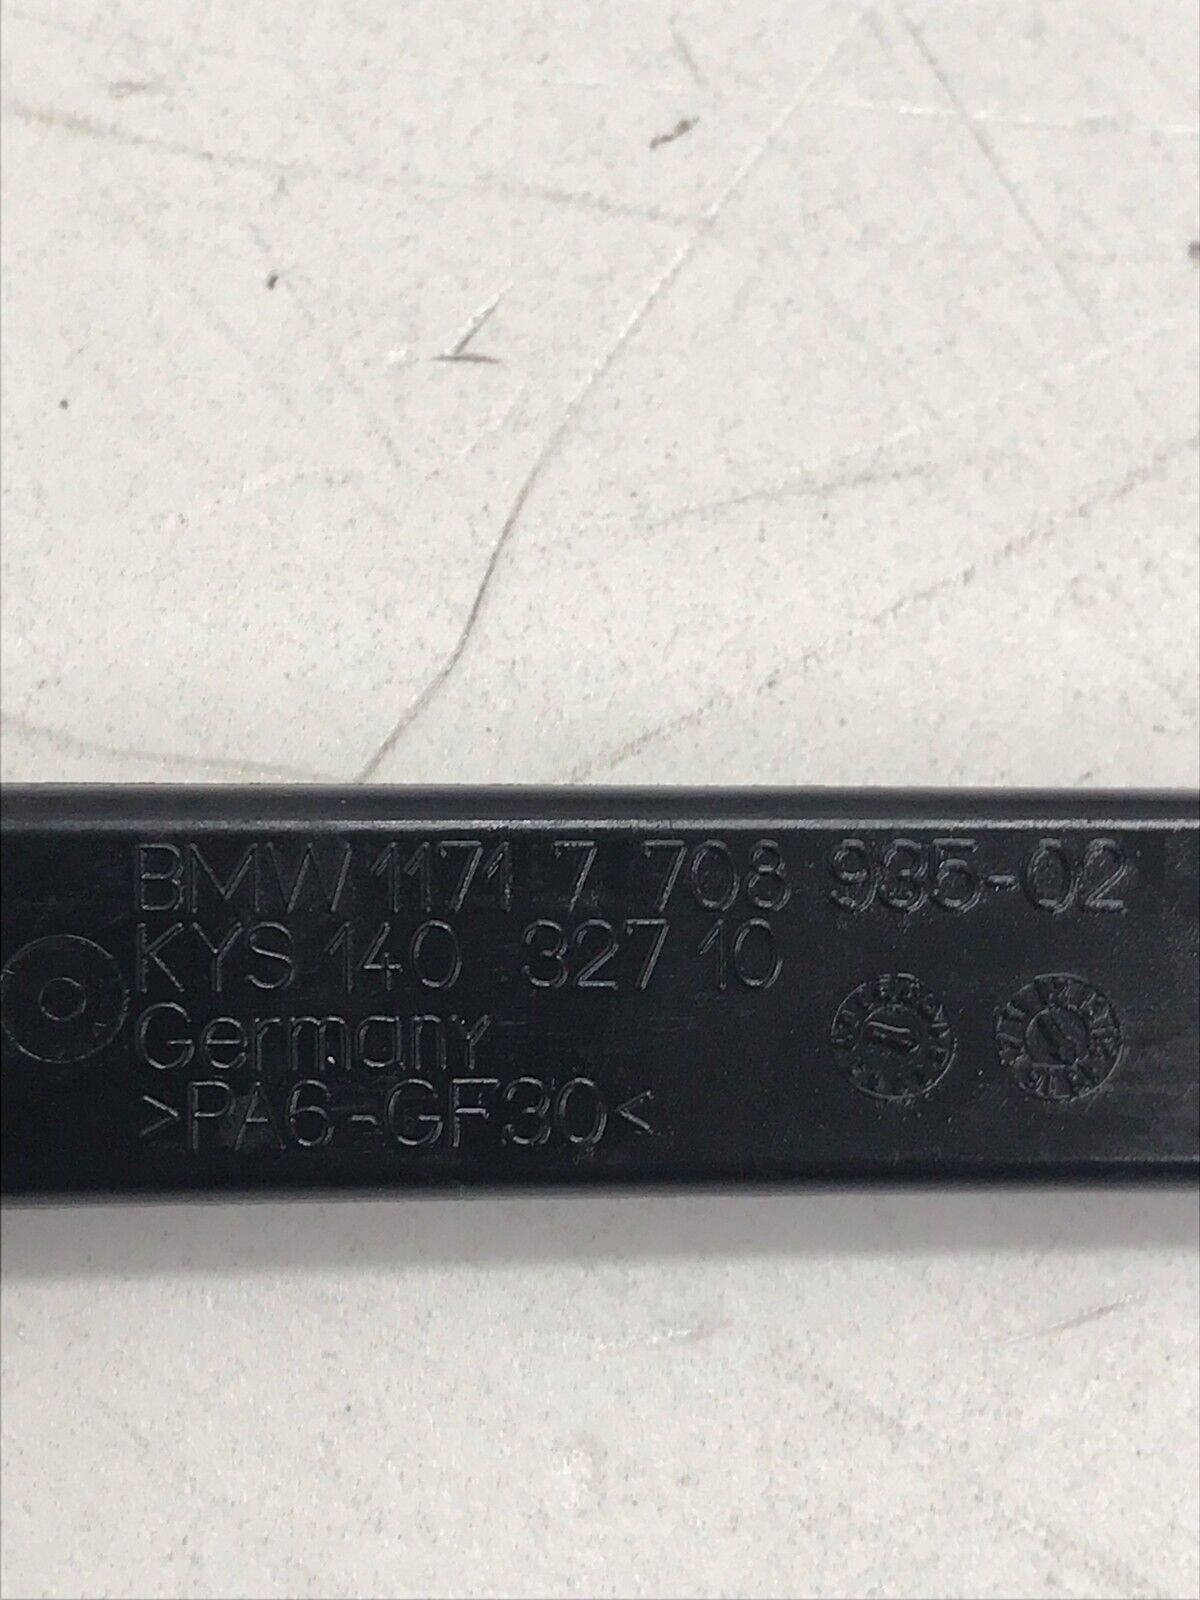 BMW 1171 7 708 935-02
KYS 140 327 10
Germany
>PA6-GF30<